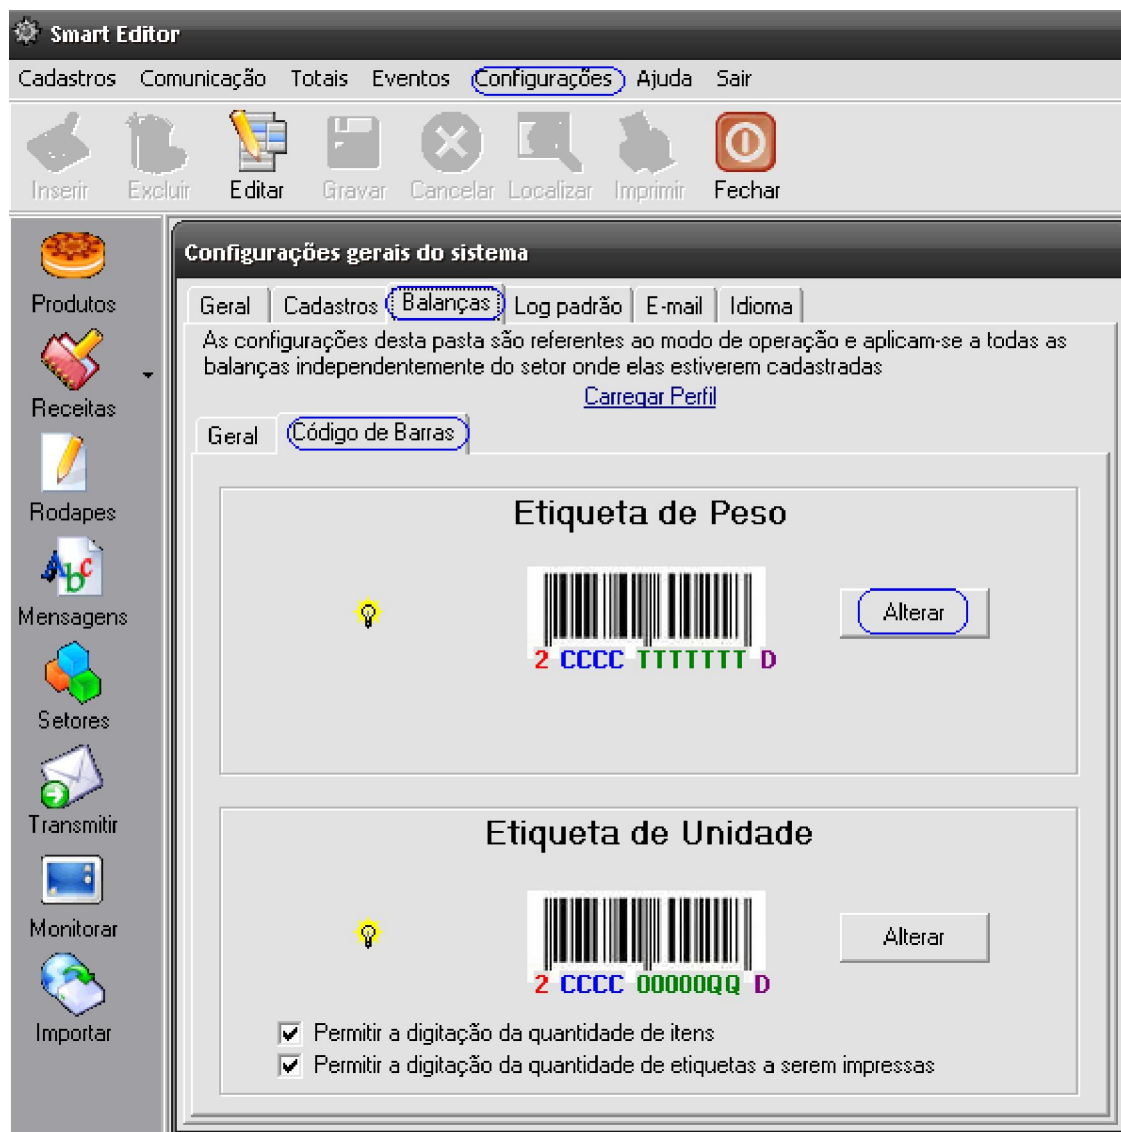 Smart Editor
Cadastros Comunicação Totais Eventos Configurações Ajuda Sair
Inserir Excluir Editar Gravar Cancelar Localizar Imprimir Fechar
Produtos
Receitas
Rodapes
Mensagens
Setores
Transmitir
Monitorar
Importar
Configurações gerais do sistema
Geral Cadastros Balanças Log padrão E-mail Idioma
As configurações desta pasta são referentes ao modo de operação e aplicam-se a todas as
balanças independentemente do setor onde elas estiverem cadastradas
Carregar Perfil
Geral Código de Barras
Etiqueta de Peso
Alterar
2 CCCC TTTTTTT D
Etiqueta de Unidade
Alterar
2 CCCC 00000QQ D
Permitir a digitação da quantidade de itens
Permitir a digitação da quantidade de etiquetas a serem impressas